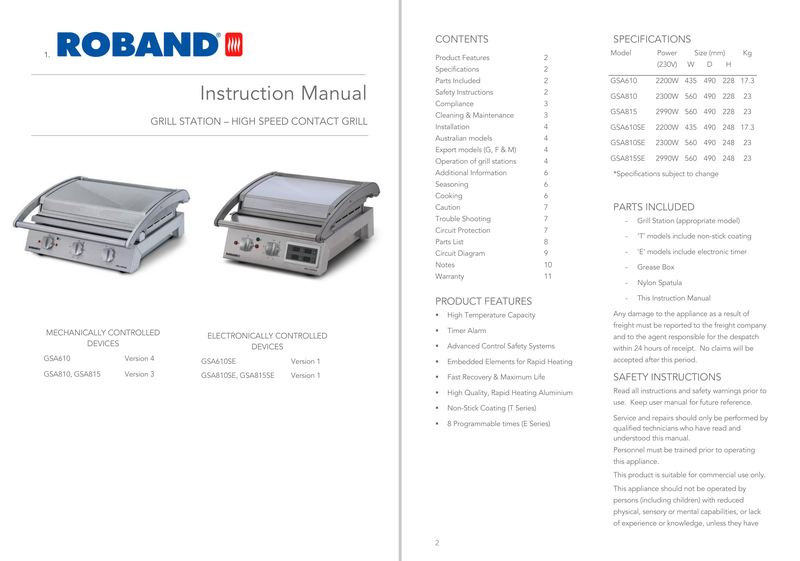 1. ROBAND®
Instruction Manual
GRILL STATION – HIGH SPEED CONTACT GRILL
MECHANICALLY CONTROLLED
DEVICES
GSA610 Version 4
GSA810, GSA815 Version 3
ELECTRONICALLY CONTROLLED
DEVICES
GSA610SE Version 1
GSA810SE, GSA815SE Version 1
CONTENTS
Product Features 2
Specifications 2
Parts Included 2
Safety Instructions 2
Compliance 3
Cleaning & Maintenance 3
Installation 4
Australian models 4
Export models (G, F & M) 4
Operation of grill stations 4
Additional Information 6
Seasoning 6
Cooking 6
Caution 7
Trouble Shooting 7
Circuit Protection 7
Parts List 8
Circuit Diagram 9
Notes 10
Warranty 11
PRODUCT FEATURES
• High Temperature Capacity
• Timer Alarm
• Advanced Control Safety Systems
• Embedded Elements for Rapid Heating
• Fast Recovery & Maximum Life
• High Quality, Rapid Heating Aluminium
• Non-Stick Coating (T Series)
• 8 Programmable times (E Series)
2
SPECIFICATIONS
Model Power Size (mm) Kg
(230V) W D H
GSA610 2200W 435 490 228 17.3
GSA810 2300W 560 490 228 23
GSA815 2990W 560 490 228 23
GSA610SE 2200W 435 490 248 17.3
GSA810SE 2300W 560 490 248 23
GSA815SE 2990W 560 490 248 23
*Specifications subject to change
PARTS INCLUDED
- Grill Station (appropriate model)
- 'T' models include non-stick coating
- 'E' models include electronic timer
- Grease Box
- Nylon Spatula
- This Instruction Manual
Any damage to the appliance as a result of
freight must be reported to the freight company
and to the agent responsible for the despatch
within 24 hours of receipt. No claims will be
accepted after this period.
SAFETY INSTRUCTIONS
Read all instructions and safety warnings prior to
use. Keep user manual for future reference.
Service and repairs should only be performed by
qualified technicians who have read and
understood this manual.
Personnel must be trained prior to operating
this appliance.
This product is suitable for commercial use only.
This appliance should not be operated by
persons (including children) with reduced
physical, sensory or mental capabilities, or lack
of experience or knowledge, unless they have